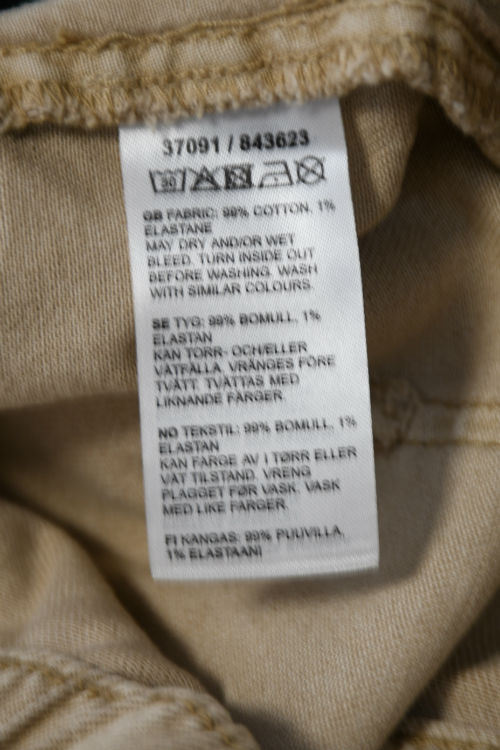 37091 / 843623
30
GB FABRIC: 99% COTTON, 1%
ELASTANE
MAY DRY AND/OR WET
BLEED. TURN INSIDE OUT
BEFORE WASHING. WASH
WITH SIMILAR COLOURS.
SE TYG: 99% BOMULL, 1%
ELASTAN
KAN TORR- OCH/ELLER
VÅTFÄLLA. VRÄNGES FÖRE
TVÄTT. TVÄTTAS MED
LIKNANDE FÄRGER.
NO TEKSTIL: 99% BOMULL, 1%
ELASTAN
KAN FARGE AV I TØRR ELLER
VÅT TILSTAND. VRENG
PLAGGET FØR VASK. VASK
MED LIKE FARGER.
FI KANGAS: 99% PUUVILLA,
1% ELASTAANI